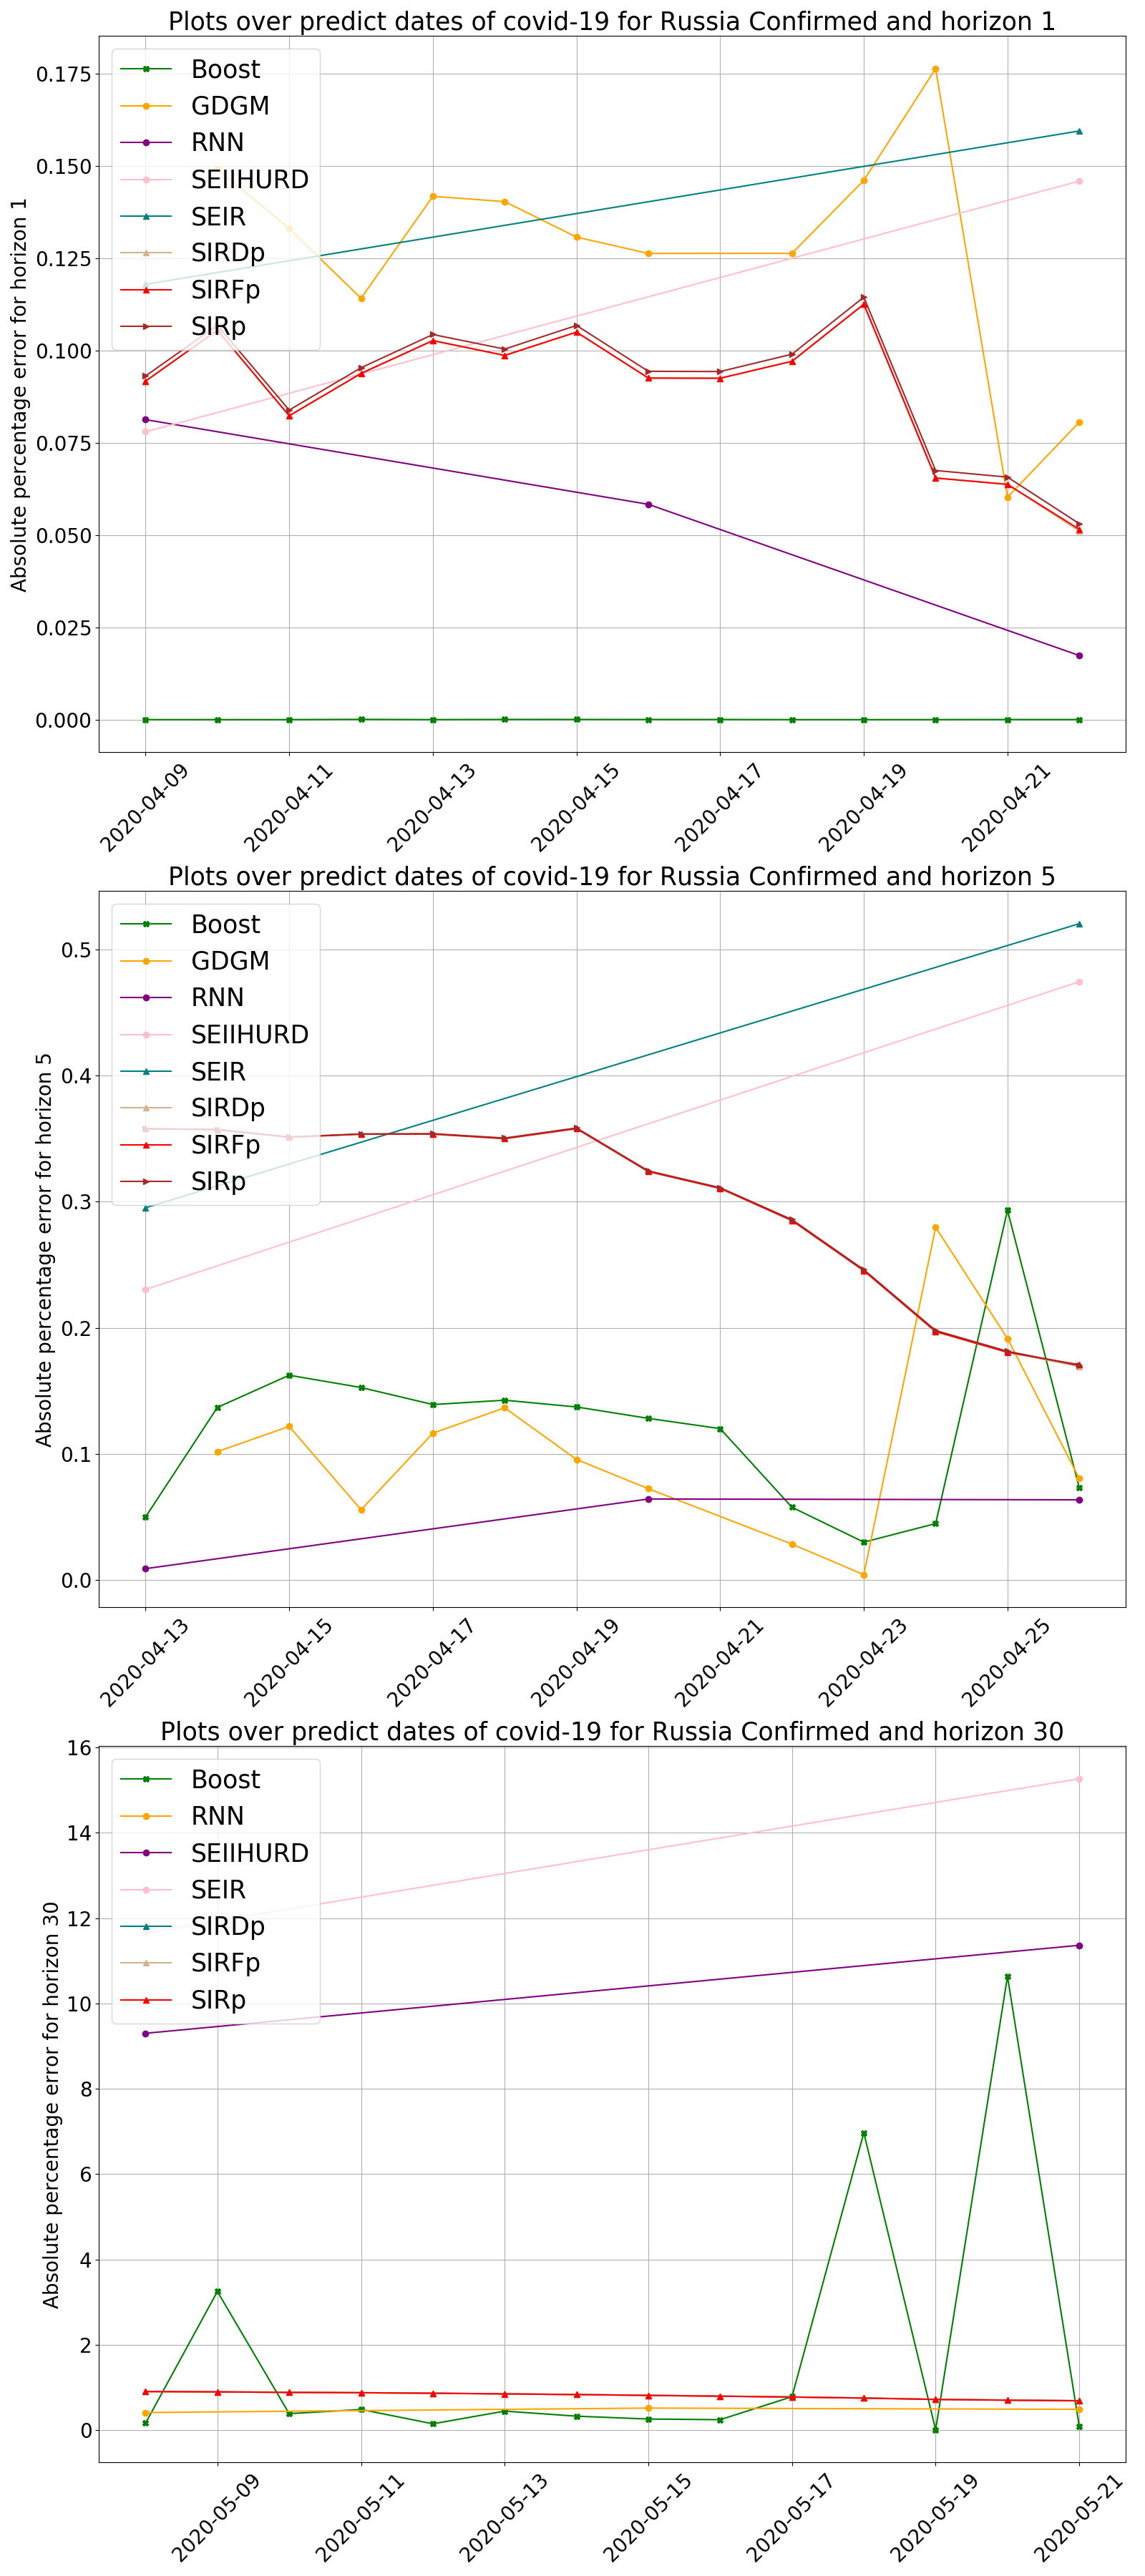 Plots over predict dates of covid-19 for Russia Confirmed and horizon 1
Absolute percentage error for horizon 1
0.175
0.150
0.125
0.100
0.075
0.050
0.025
0.000
Boost
GDGM
RNN
SEIIHURD
SEIR
SIRDp
SIRFp
SIRp
2020-04-09
2020-04-11
2020-04-13
2020-04-15
2020-04-17
2020-04-19
2020-04-21
Plots over predict dates of covid-19 for Russia Confirmed and horizon 5
Absolute percentage error for horizon 5
0.5
0.4
0.3
0.2
0.1
0.0
Boost
GDGM
RNN
SEIIHURD
SEIR
SIRDp
SIRFp
SIRp
2020-04-13
2020-04-15
2020-04-17
2020-04-19
2020-04-21
2020-04-23
2020-04-25
Plots over predict dates of covid-19 for Russia Confirmed and horizon 30
Absolute percentage error for horizon 30
16
14
12
10
8
6
4
2
0
Boost
RNN
SEIIHURD
SEIR
SIRDp
SIRFp
SIRp
2020-05-09
2020-05-11
2020-05-13
2020-05-15
2020-05-17
2020-05-19
2020-05-21